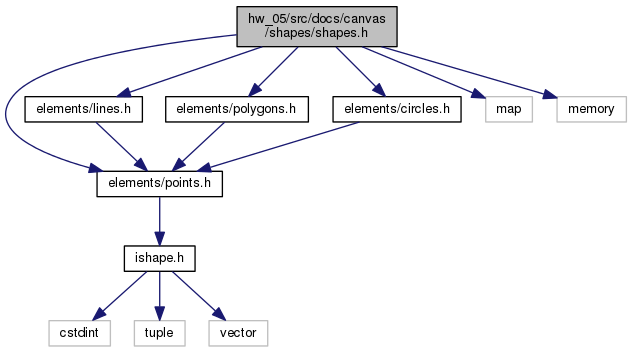 hw_05/src/docs/canvas
/shapes/shapes.h
elements/lines.h
elements/polygons.h
elements/circles.h
map
memory
elements/points.h
ishape.h
cstdint
tuple
vector